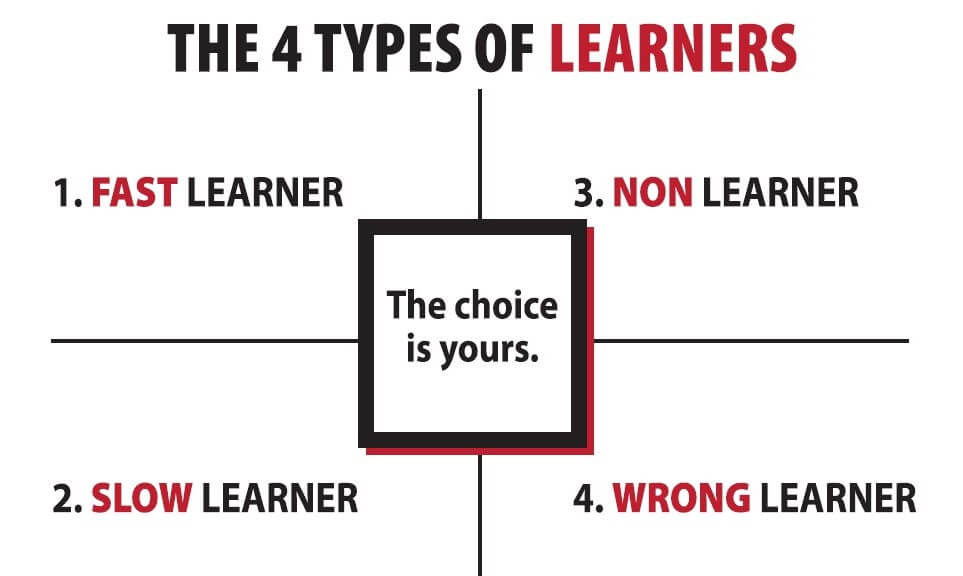 THE 4 TYPES OF LEARNERS
1. FAST LEARNER
3. NON LEARNER
The choice
is yours.
2. SLOW LEARNER
4. WRONG LEARNER